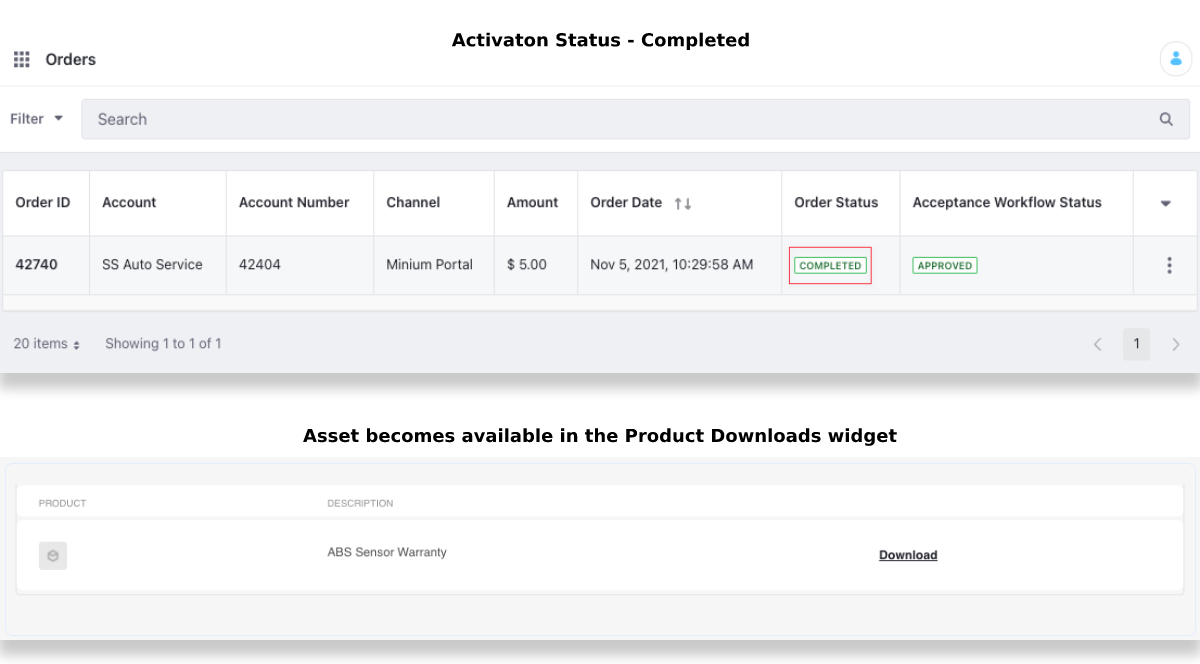 Activaton Status - Completed
Orders
Filter Search
Order ID Account Account Number Channel Amount Order Date Order Status Acceptance Workflow Status
42740 SS Auto Service 42404 Minium Portal $ 5.00 Nov 5, 2021, 10:29:58 AM COMPLETED APPROVED
20 items Showing 1 to 1 of 1 1
Asset becomes available in the Product Downloads widget
PRODUCT DESCRIPTION
ABS Sensor Warranty Download